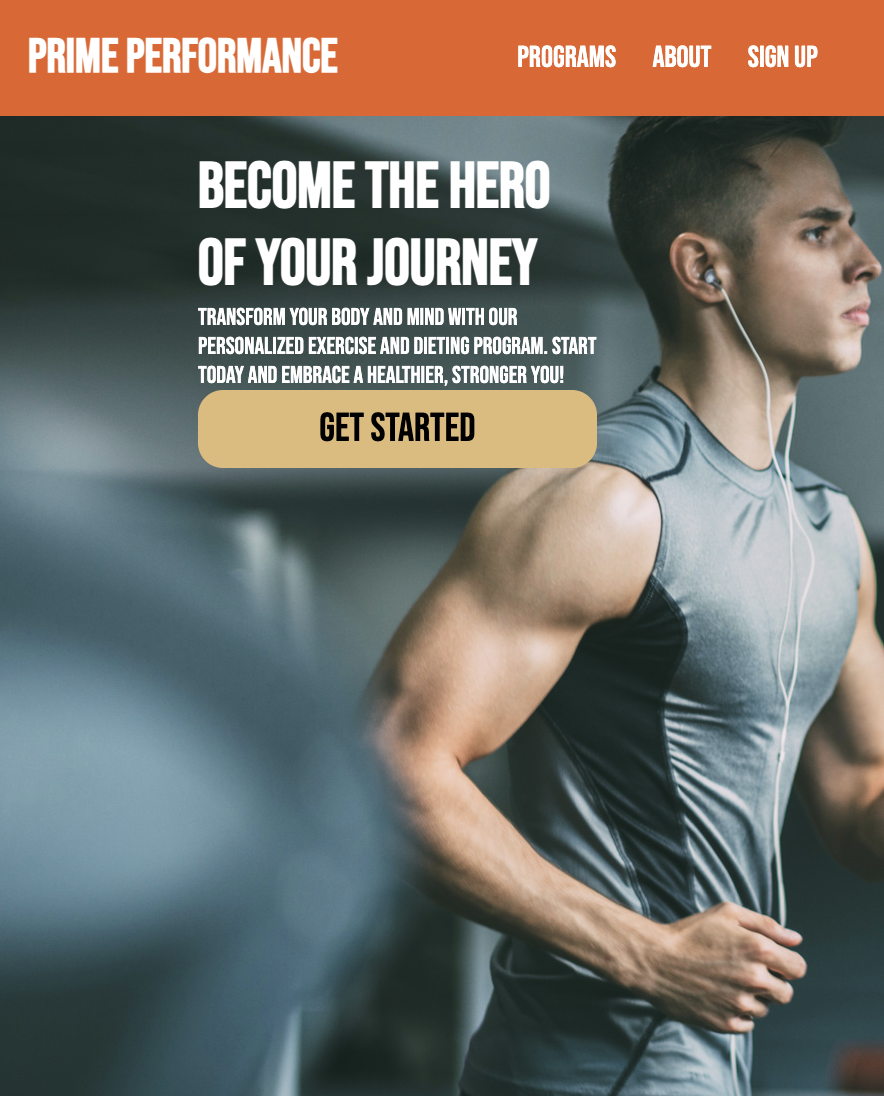 PRIME PERFORMANCE
PROGRAMS ABOUT SIGN UP
BECOME THE HERO
OF YOUR JOURNEY
TRANSFORM YOUR BODY AND MIND WITH OUR
PERSONALIZED EXERCISE AND DIETING PROGRAM. START
TODAY AND EMBRACE A HEALTHIER, STRONGER YOU!
GET STARTED